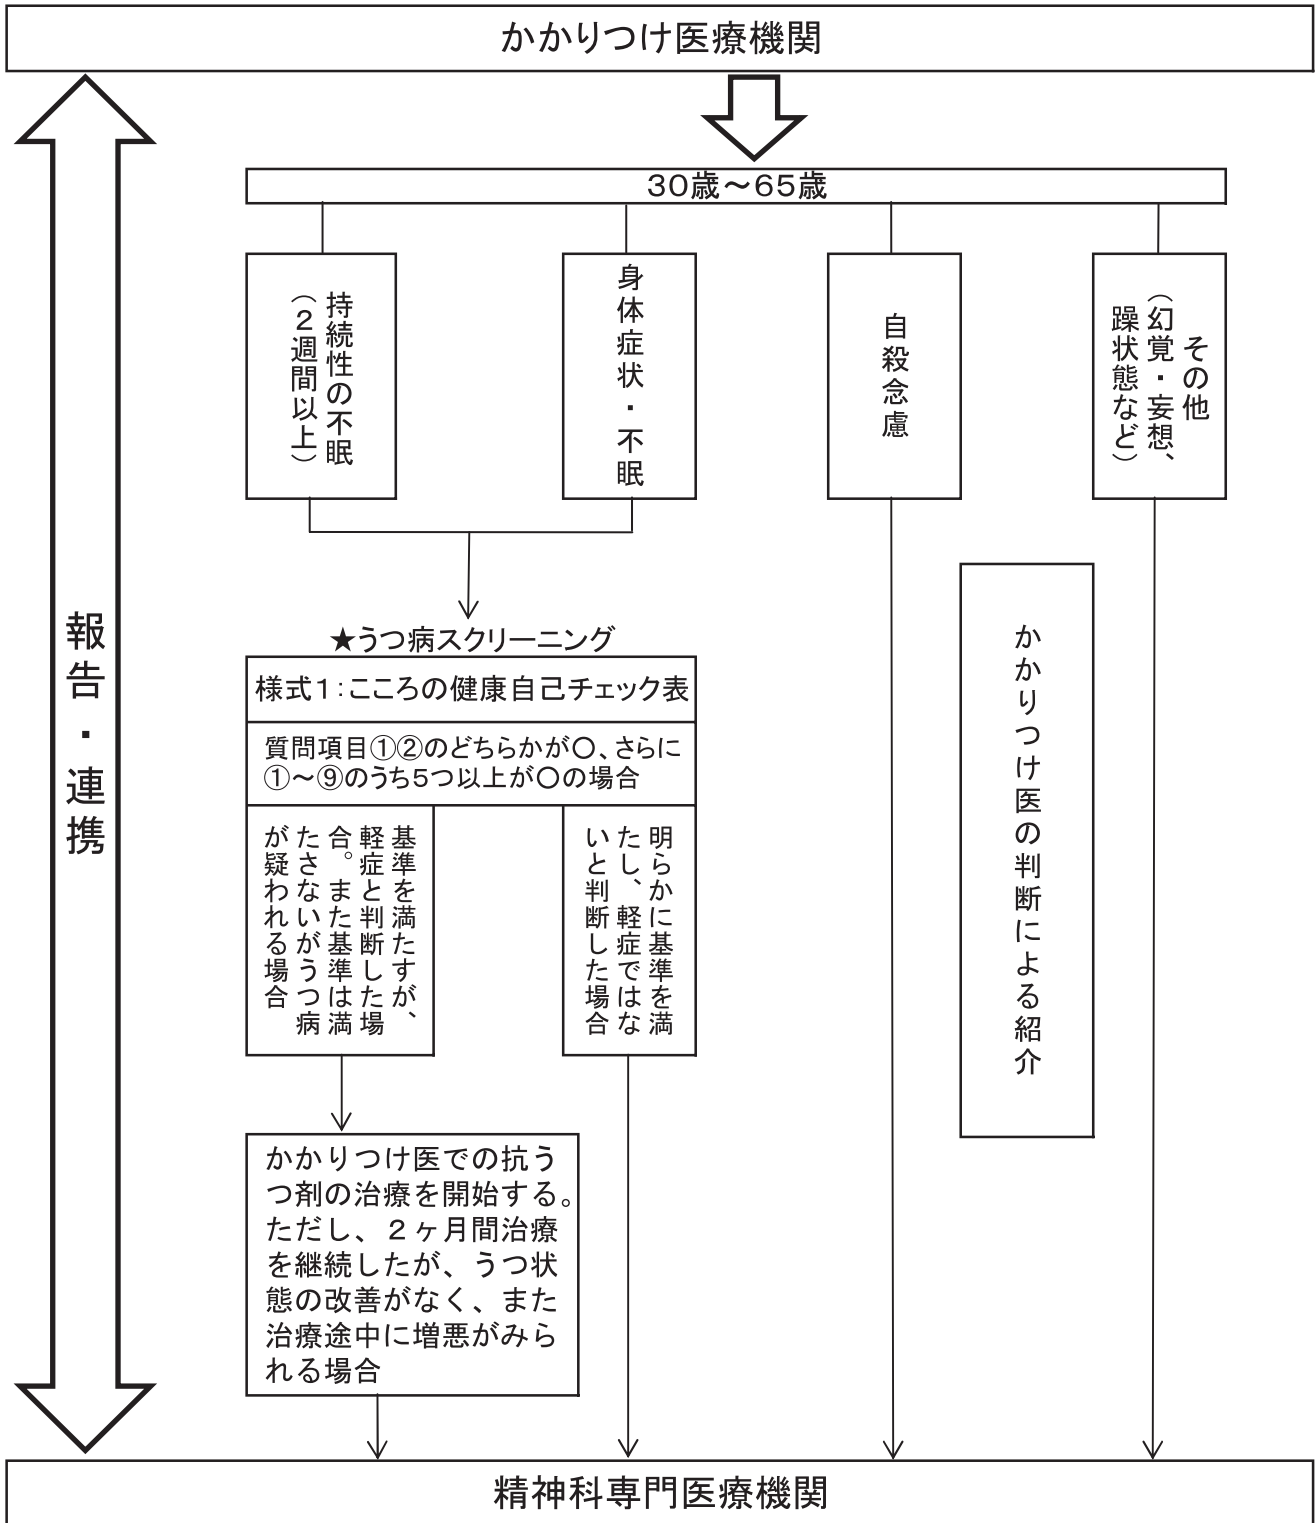 かかりつけ医療機関
30歳～65歳
持続性の不眠
（２週間以上）
身体症状・不眠
自殺念慮
その他
（幻覚・妄想、
躁状態など）
報告・連携
★うつ病スクリーニング
様式1：こころの健康自己チェック表
質問項目①②のどちらかが〇、さらに
①～⑨のうち5つ以上が〇の場合
基準を満たすが、
軽症と判断した場
合。また基準は満
たさないがうつ病
が疑われる場合
明らかに基準を満
たし、軽症ではな
いと判断した場合
かかりつけ医の判断による紹介
かかりつけ医での抗う
つ剤の治療を開始する。
ただし、２ヶ月間治療
を継続したが、うつ状
態の改善がなく、また
治療途中に増悪がみら
れる場合
精神科専門医療機関